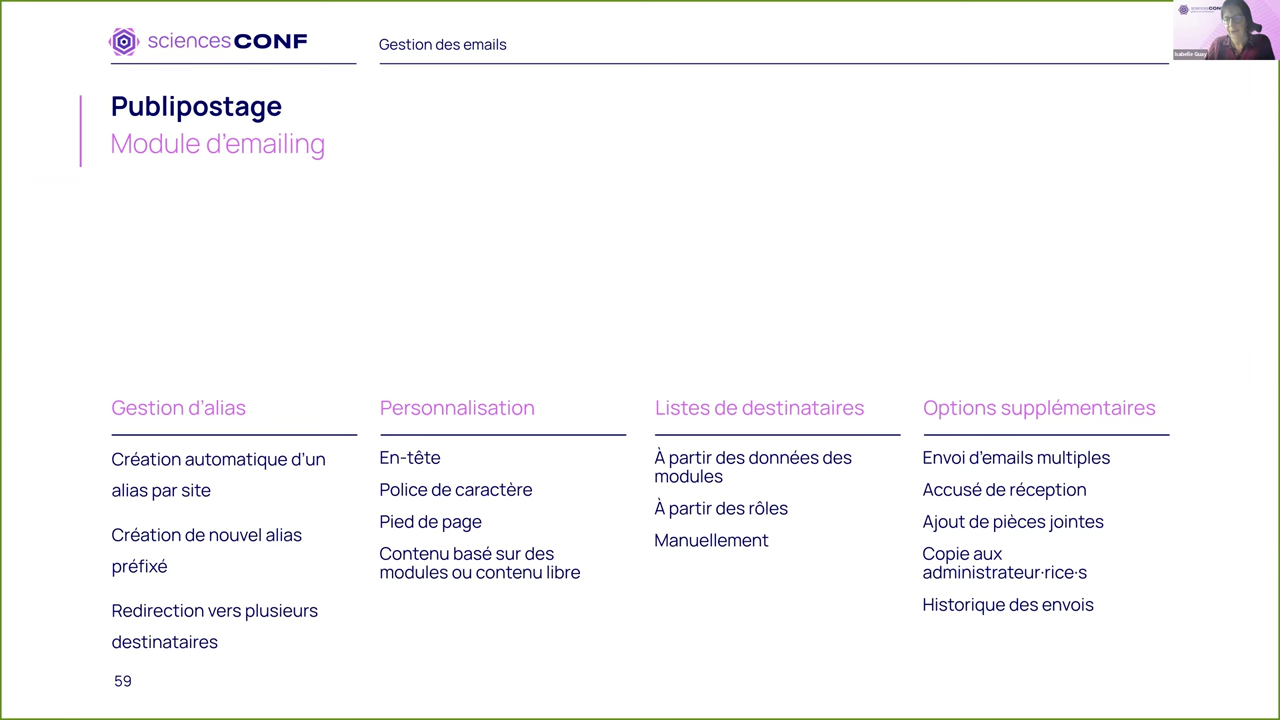 sciencesCONF
Gestion des emails
Isabelle Guay
Publipostage
Module d'emailing
Gestion d'alias
Création automatique d'un
alias par site
Création de nouvel alias
préfixé
Redirection vers plusieurs
destinataires
Personnalisation
En-tête
Police de caractère
Pied de page
Contenu basé sur des
modules ou contenu libre
Listes de destinataires
À partir des données des
modules
À partir des rôles
Manuellement
Options supplémentaires
Envoi d'emails multiples
Accusé de réception
Ajout de pièces jointes
Copie aux
administrateur·rice·s
Historique des envois
59